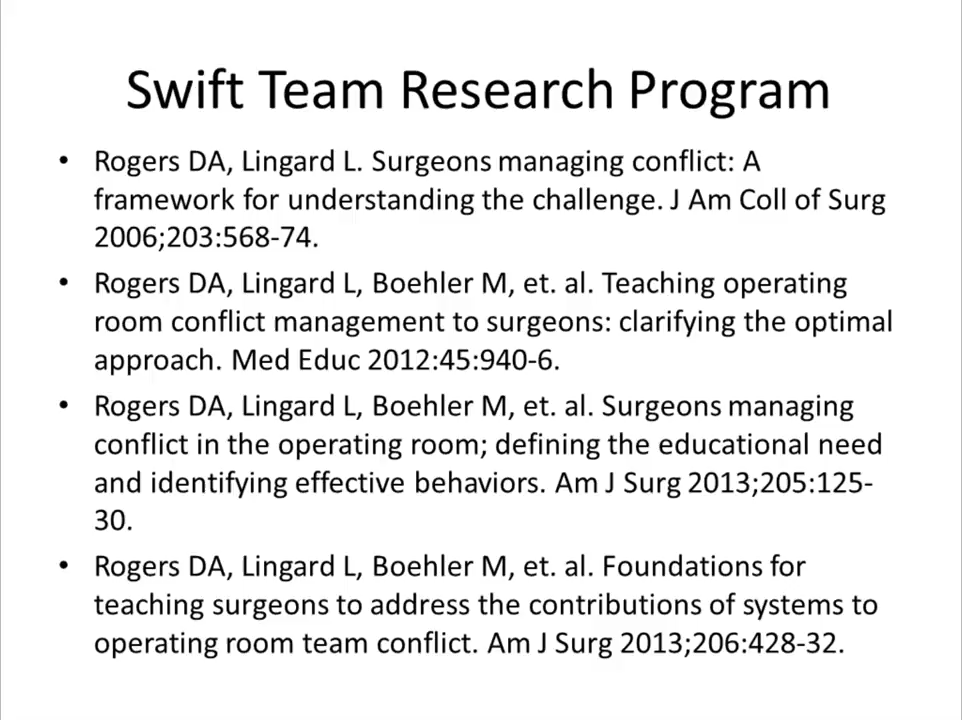 Swift Team Research Program
• Rogers DA, Lingard L. Surgeons managing conflict: A
framework for understanding the challenge. J Am Coll of Surg
2006;203:568-74.
• Rogers DA, Lingard L, Boehler M, et. al. Teaching operating
room conflict management to surgeons: clarifying the optimal
approach. Med Educ 2012:45:940-6.
• Rogers DA, Lingard L, Boehler M, et. al. Surgeons managing
conflict in the operating room; defining the educational need
and identifying effective behaviors. Am J Surg 2013;205:125-
30.
• Rogers DA, Lingard L, Boehler M, et. al. Foundations for
teaching surgeons to address the contributions of systems to
operating room team conflict. Am J Surg 2013;206:428-32.